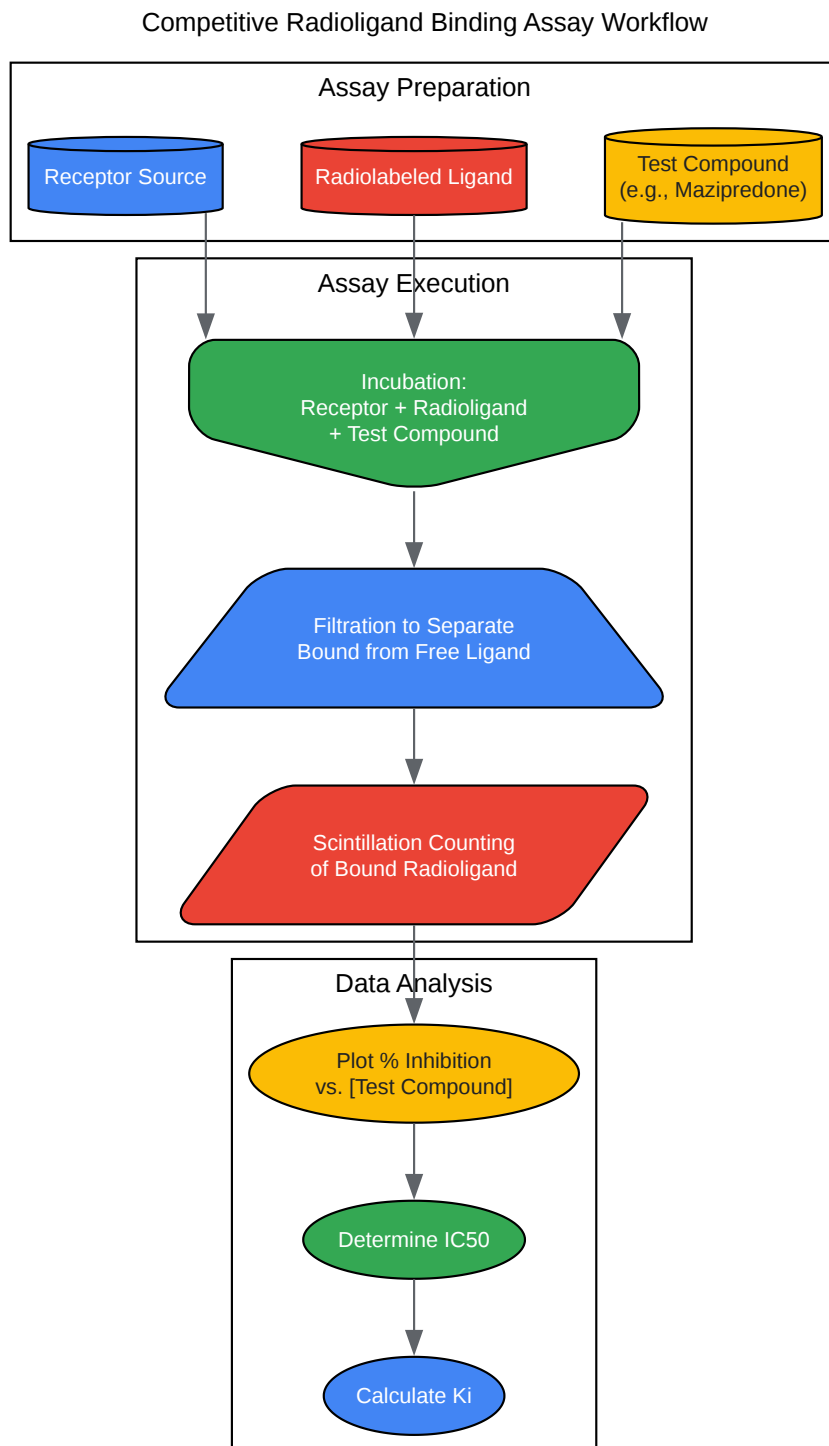 Competitive Radioligand Binding Assay Workflow
Assay Preparation
Receptor Source
Radiolabeled Ligand
Test Compound
(e.g., Mazipredone)
Assay Execution
Incubation:
Receptor + Radioligand
+ Test Compound
Filtration to Separate
Bound from Free Ligand
Scintillation Counting
of Bound Radioligand
Data Analysis
Plot % Inhibition
vs. [Test Compound]
Determine IC50
Calculate Ki